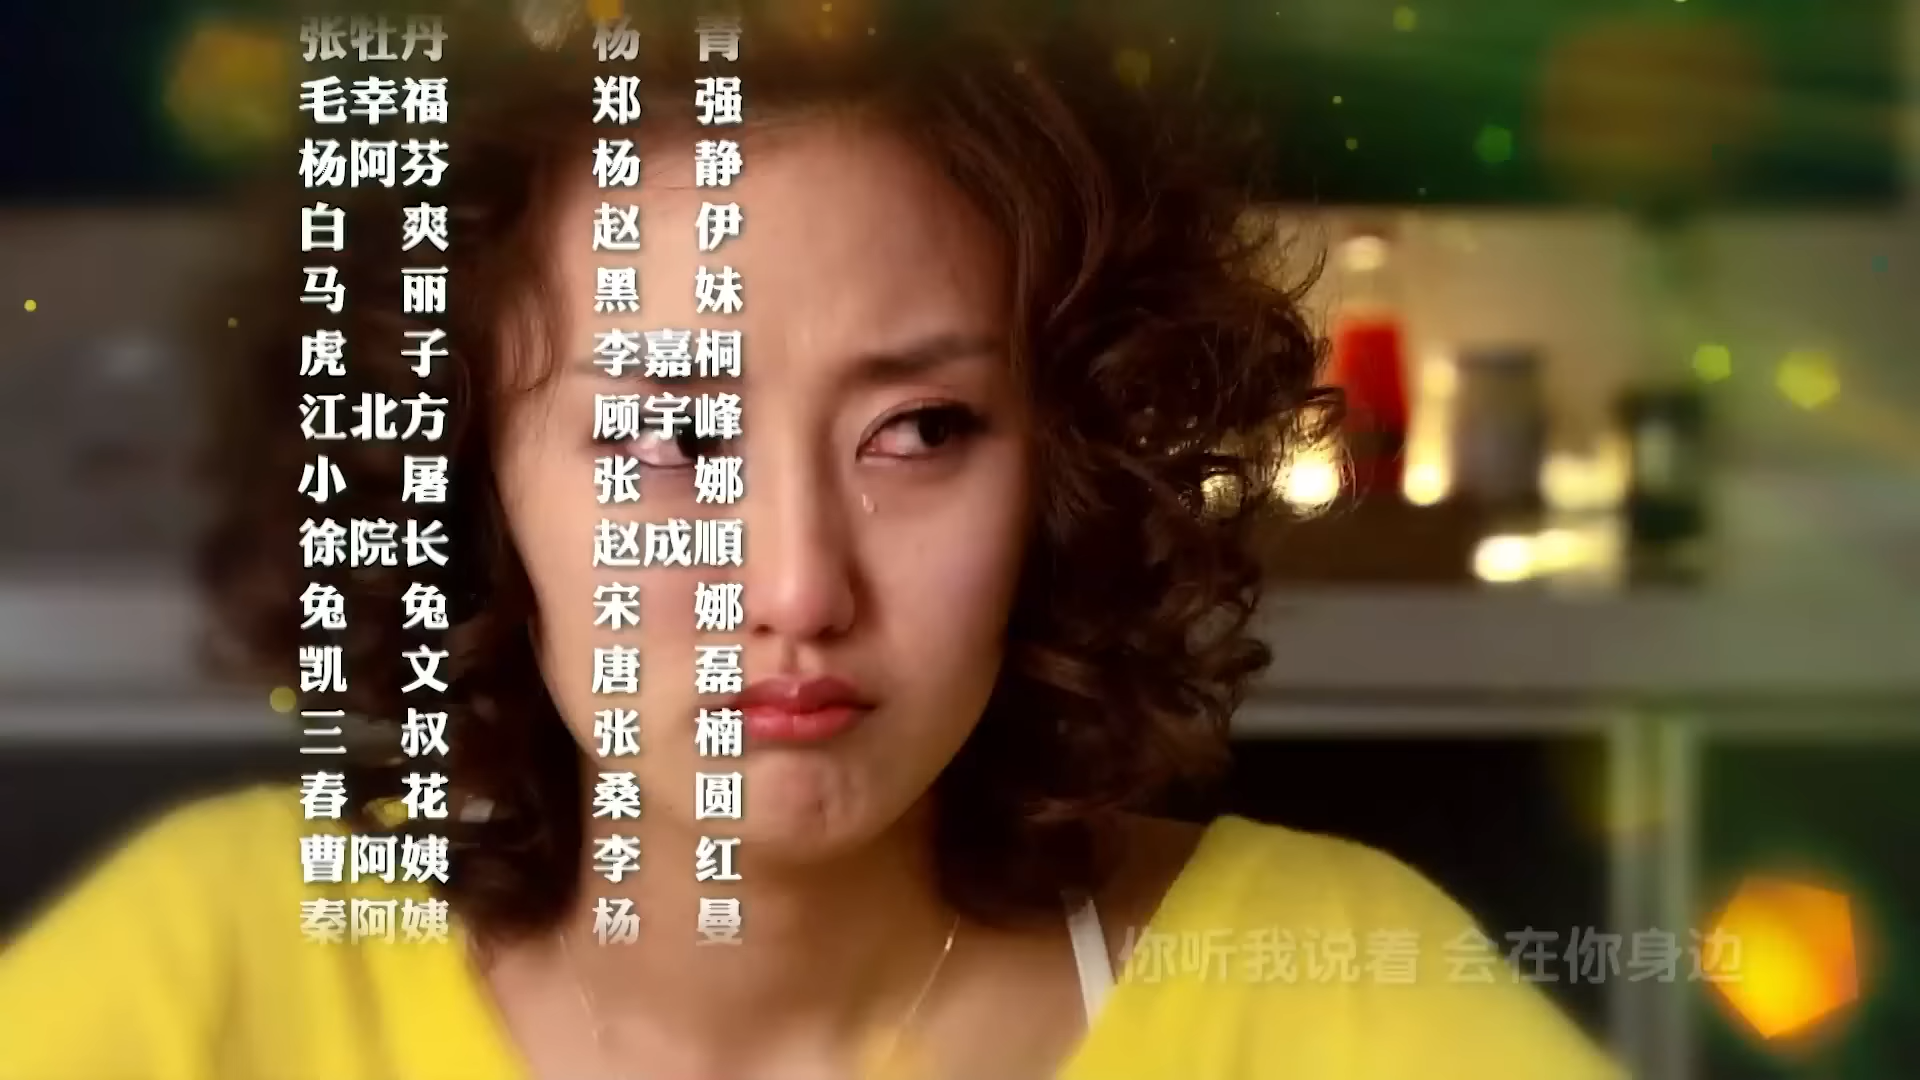 张牡丹 杨青
毛幸福 郑强
杨阿芬 杨静
白爽 赵伊
马丽 黑妹
虎子 李嘉桐
江北方 顾宇峰
小屠 张娜
徐院长 赵成順
兔兔 宋娜
凯文 唐磊
三叔 张楠
春花 桑圆
曹阿姨 李红
秦阿姨 杨曼
你听我说着 会在你身边